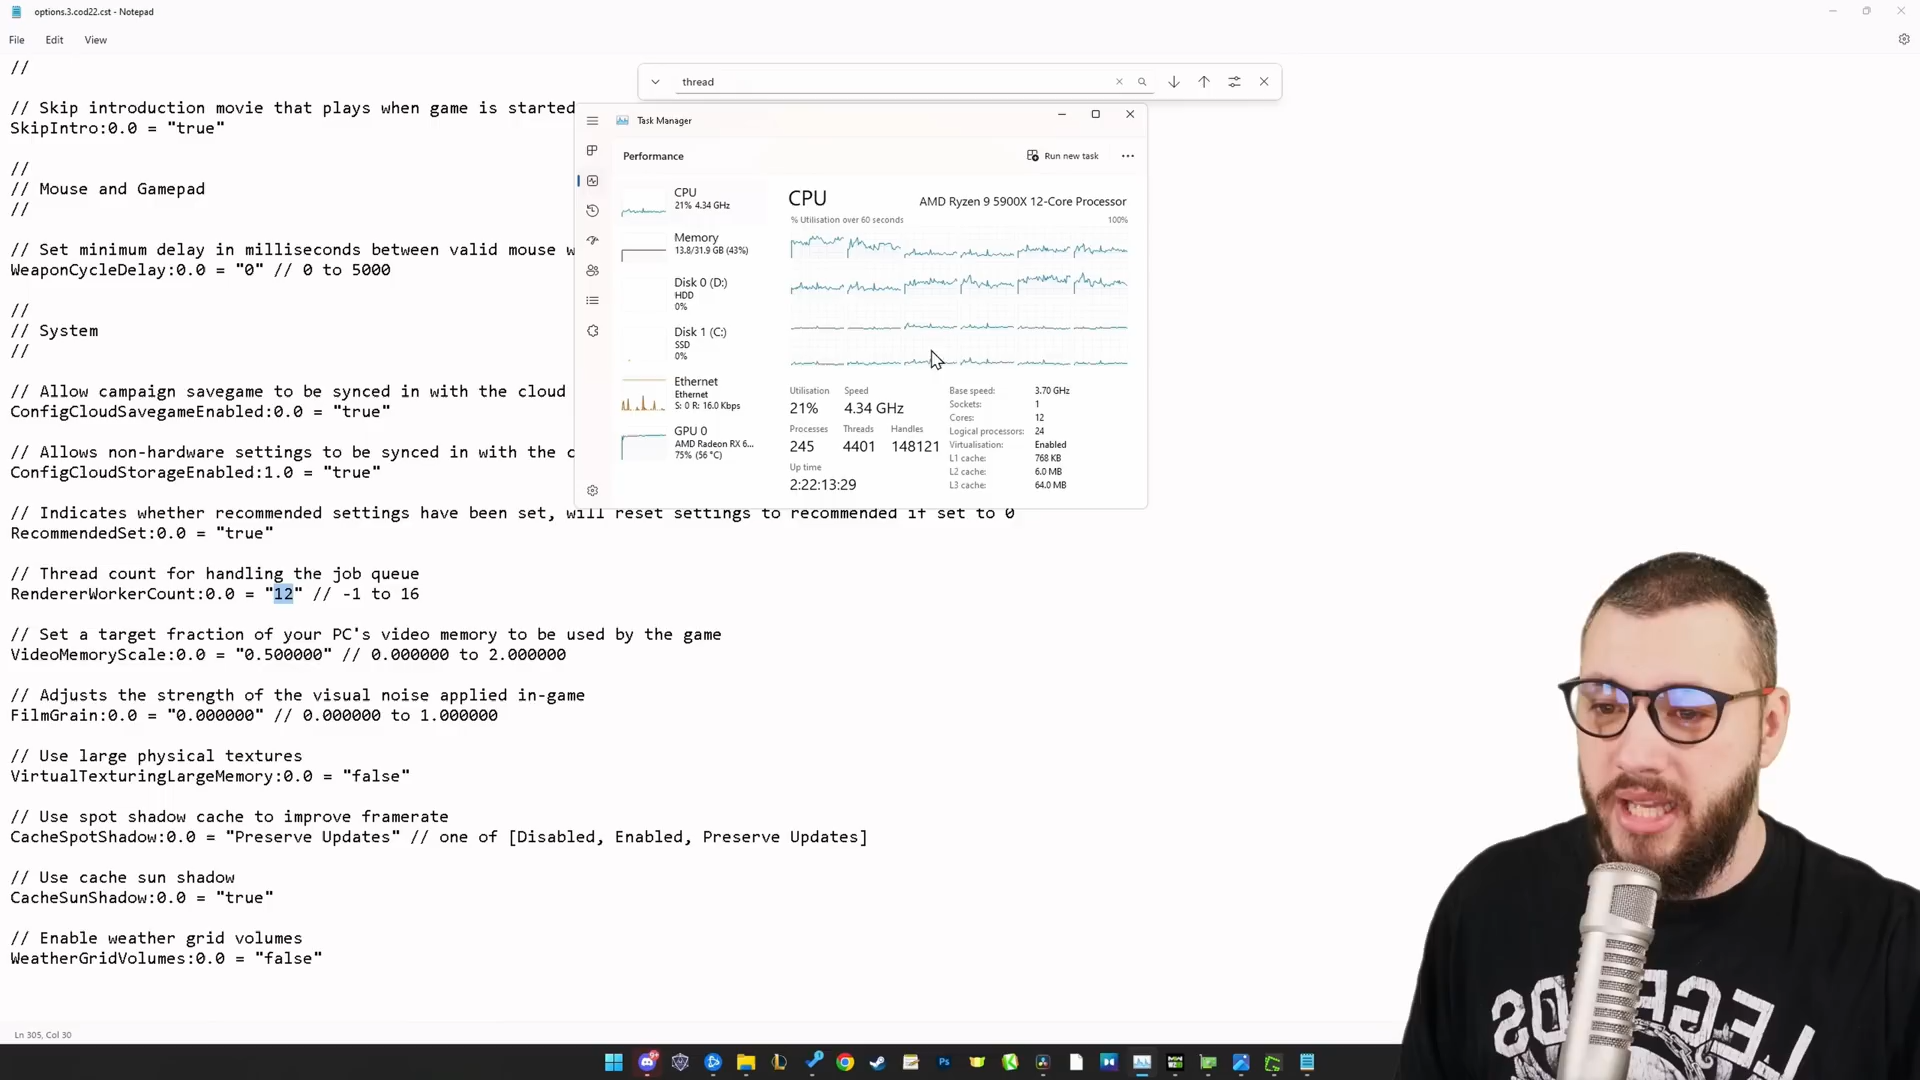 options.3.cod22.cst - Notepad
File Edit View
//
// Skip introduction movie that plays when game is started
SkipIntro:0.0 = "true"
//
// Mouse and Gamepad
//
// Set minimum delay in milliseconds between valid mouse w
WeaponCycleDelay:0.0 = "0" // 0 to 5000
//
// System
//
// Allow campaign savegame to be synced in with the cloud
ConfigCloudSavegameEnabled:0.0 = "true"
// Allows non-hardware settings to be synced in with the c
ConfigCloudStorageEnabled:1.0 = "true"
// Indicates whether recommended settings have been set, will reset settings to recommended if set to 0
RecommendedSet:0.0 = "true"
// Thread count for handling the job queue
RendererWorkerCount:0.0 = "12" // -1 to 16
// Set a target fraction of your PC's video memory to be used by the game
VideoMemoryScale:0.0 = "0.500000" // 0.000000 to 2.000000
// Adjusts the strength of the visual noise applied in-game
FilmGrain:0.0 = "0.000000" // 0.000000 to 1.000000
// Use large physical textures
VirtualTexturingLargeMemory:0.0 = "false"
// Use spot shadow cache to improve framerate
CacheSpotShadow:0.0 = "Preserve Updates" // one of [Disabled, Enabled, Preserve Updates]
// Use cache sun shadow
CacheSunShadow:0.0 = "true"
// Enable weather grid volumes
WeatherGridVolumes:0.0 = "false"
Ln 305, Col 30
thread
Task Manager
Performance
Run new task
CPU
21% 4.34 GHz
Memory
13.8/31.9 GB (43%)
Disk 0 (D:)
HDD
0%
Disk 1 (C:)
SSD
0%
Ethernet
Ethernet
S: 0 R: 16.0 Kbps
GPU 0
AMD Radeon RX 6...
75% (56 °C)
CPU
AMD Ryzen 9 5900X 12-Core Processor
% Utilisation over 60 seconds 100%
Utilisation Speed
21% 4.34 GHz
Processes Threads Handles
245 4401 148121
Up time
2:22:13:29
Base speed: 3.70 GHz
Sockets: 1
Cores: 12
Logical processors: 24
Virtualisation: Enabled
L1 cache: 768 KB
L2 cache: 6.0 MB
L3 cache: 64.0 MB